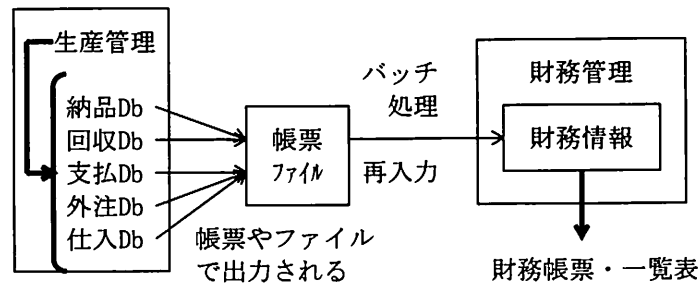 生産管理
納品Db
回収Db
支払Db
外注Db
仕入Db
帳票
ﾌｧｲﾙ
帳票やファイル
で出力される
バッチ
処理
再入力
財務管理
財務情報
財務帳票・一覧表